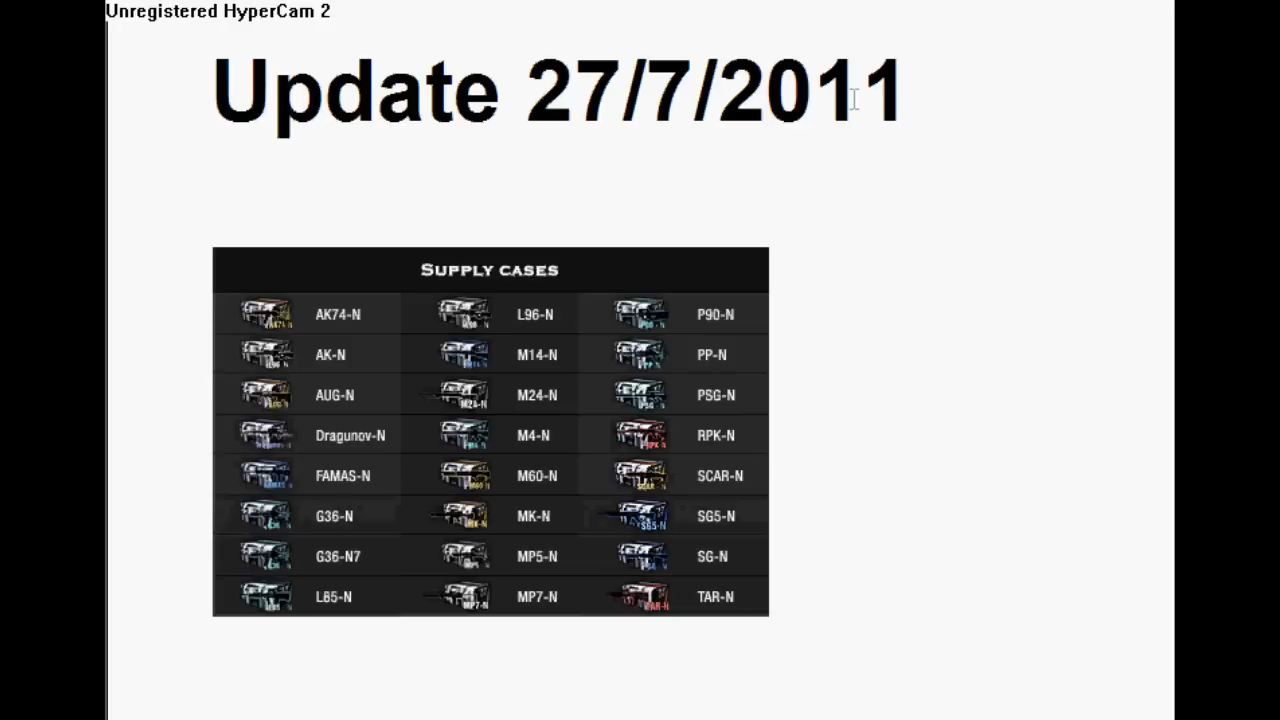 Unregistered HyperCam 2
Update 27/7/2011
SUPPLY CASES
AK74-N L96-N P90-N
AK-N M14-N PP-N
AUG-N M24-N PSG-N
Dragunov-N M4-N RPK-N
FAMAS-N M60-N SCAR-N
G36-N MK-N SG5-N
G36-N7 MP5-N SG-N
L85-N MP7-N TAR-N